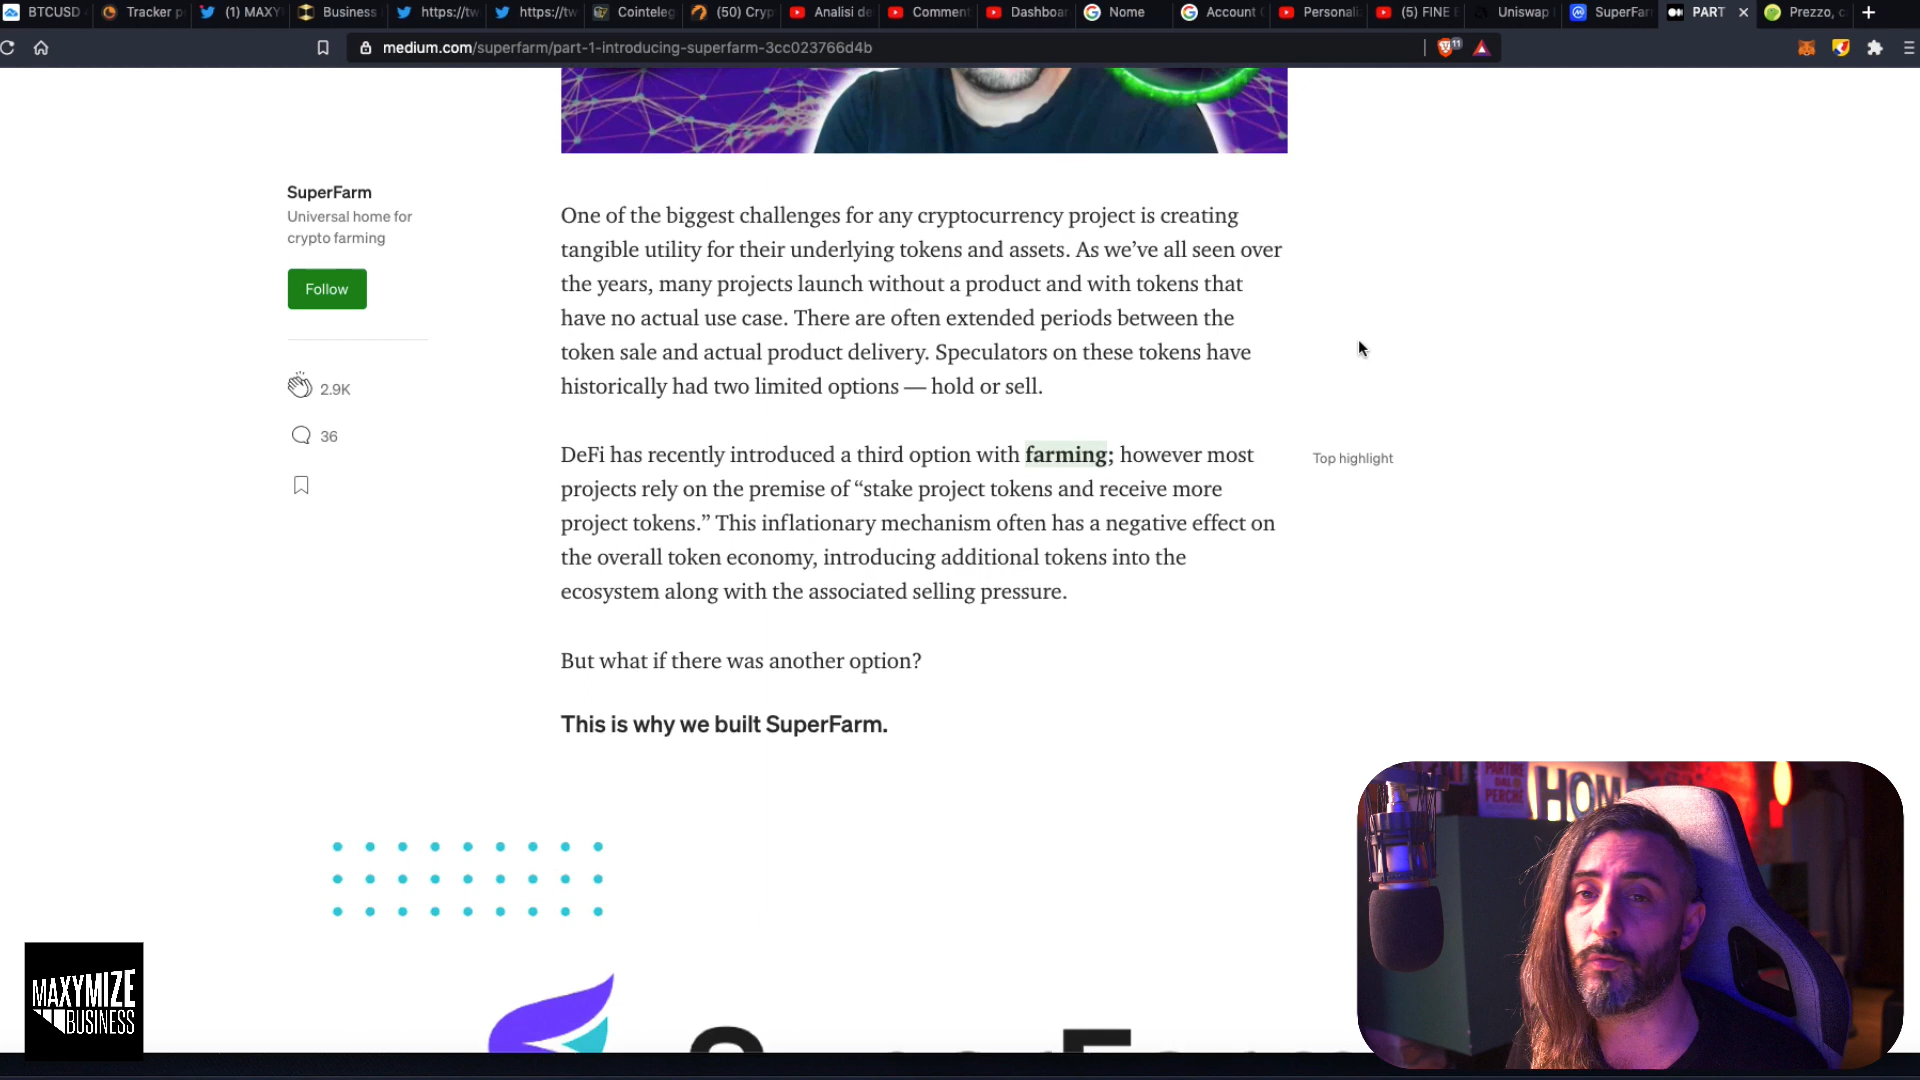 BTCUSD
Tracker p
(1) MAXY
Business
https://tw
https://tw
Cointeleg
(50) Cryp
Analisi de
Comment
Dashboar
Nome
Account
Personali
(5) FINE
Uniswap
SuperFar
PART
Prezzo, c
medium.com/superfarm/part-1-introducing-superfarm-3cc023766d4b
11
SuperFarm
Universal home for
crypto farming
Follow
2.9K
36
One of the biggest challenges for any cryptocurrency project is creating
tangible utility for their underlying tokens and assets. As we’ve all seen over
the years, many projects launch without a product and with tokens that
have no actual use case. There are often extended periods between the
token sale and actual product delivery. Speculators on these tokens have
historically had two limited options — hold or sell.
DeFi has recently introduced a third option with farming; however most
projects rely on the premise of “stake project tokens and receive more
project tokens.” This inflationary mechanism often has a negative effect on
the overall token economy, introducing additional tokens into the
ecosystem along with the associated selling pressure.
Top highlight
But what if there was another option?
This is why we built SuperFarm.
PARTIRE
DAL
PERCHÉ
HOM
MAXYMIZE
BUSINESS